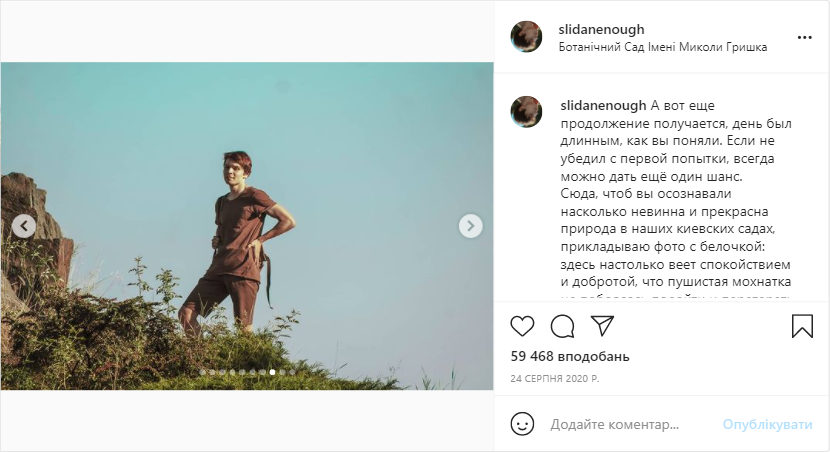 slidanenough
Ботанічний Сад Імені Миколи Гришка
slidanenough А вот еще
продолжение получается, день был
длинным, как вы поняли. Если не
убедил с первой попытки, всегда
можно дать ещё один шанс.
Сюда, чтоб вы осознавали
насколько невинна и прекрасна
природа в наших киевских садах,
прикладываю фото с белочкой:
здесь настолько веет спокойствием
и добротой, что пушистая мохнатка
59 468 вподобань
24 СЕРПНЯ 2020 Р.
Додайте коментар...
Опублікувати